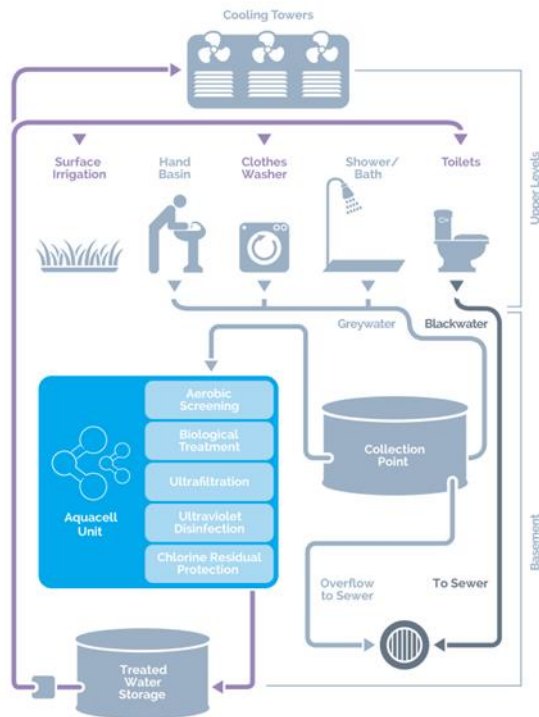 Cooling Towers
Surface
Irrigation
Hand
Basin
Clothes
Washer
Shower/
Bath
Toilets
Upper Levels
Greywater
Blackwater
Aerobic
Screening
Biological
Treatment
Ultrafiltration
Ultraviolet
Disinfection
Chlorine Residual
Protection
Aquacell
Unit
Collection
Point
Basement
Overflow
to Sewer
To Sewer
Treated
Water
Storage